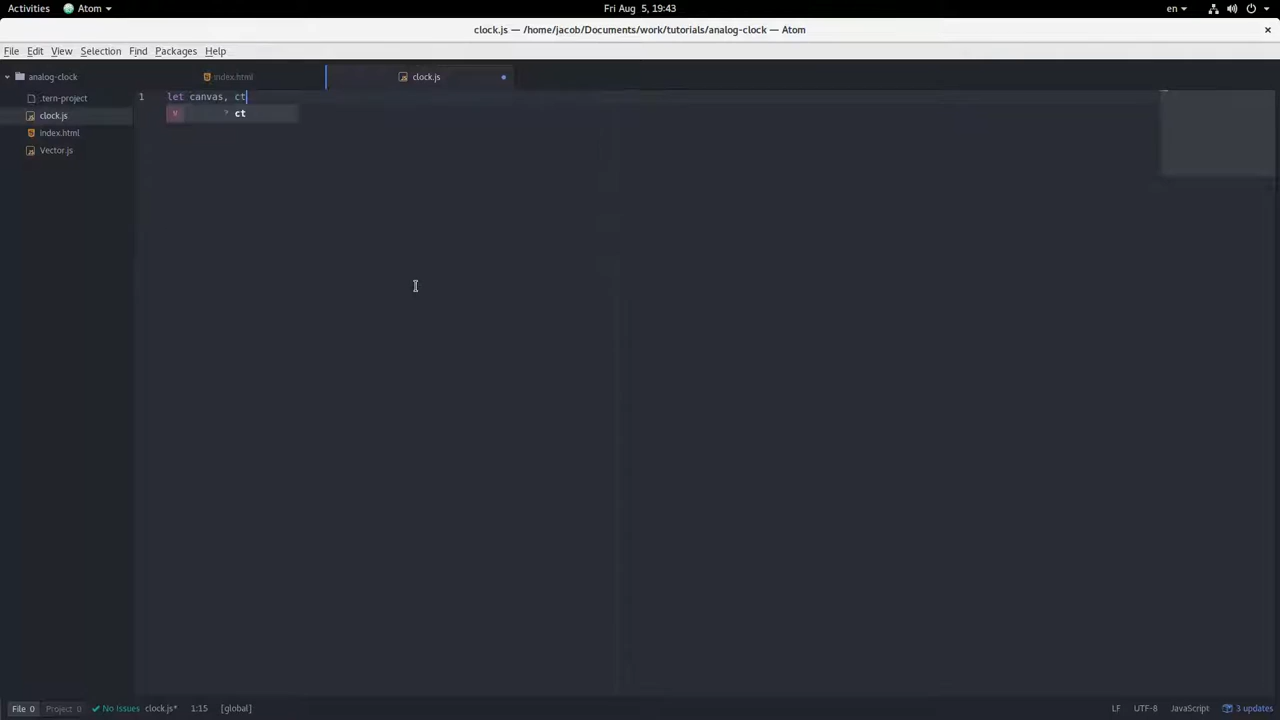 Activities Atom Fri Aug 5, 19:43 en
clock.js — /home/jacob/Documents/work/tutorials/analog-clock — Atom
File Edit View Selection Find Packages Help
analog-clock index.html clock.js
.tern-project
clock.js
index.html
Vector.js
1 let canvas, ct
v ct
File 0 Project 0 No Issues clock.js* 1:15 [global] LF UTF-8 JavaScript 3 updates